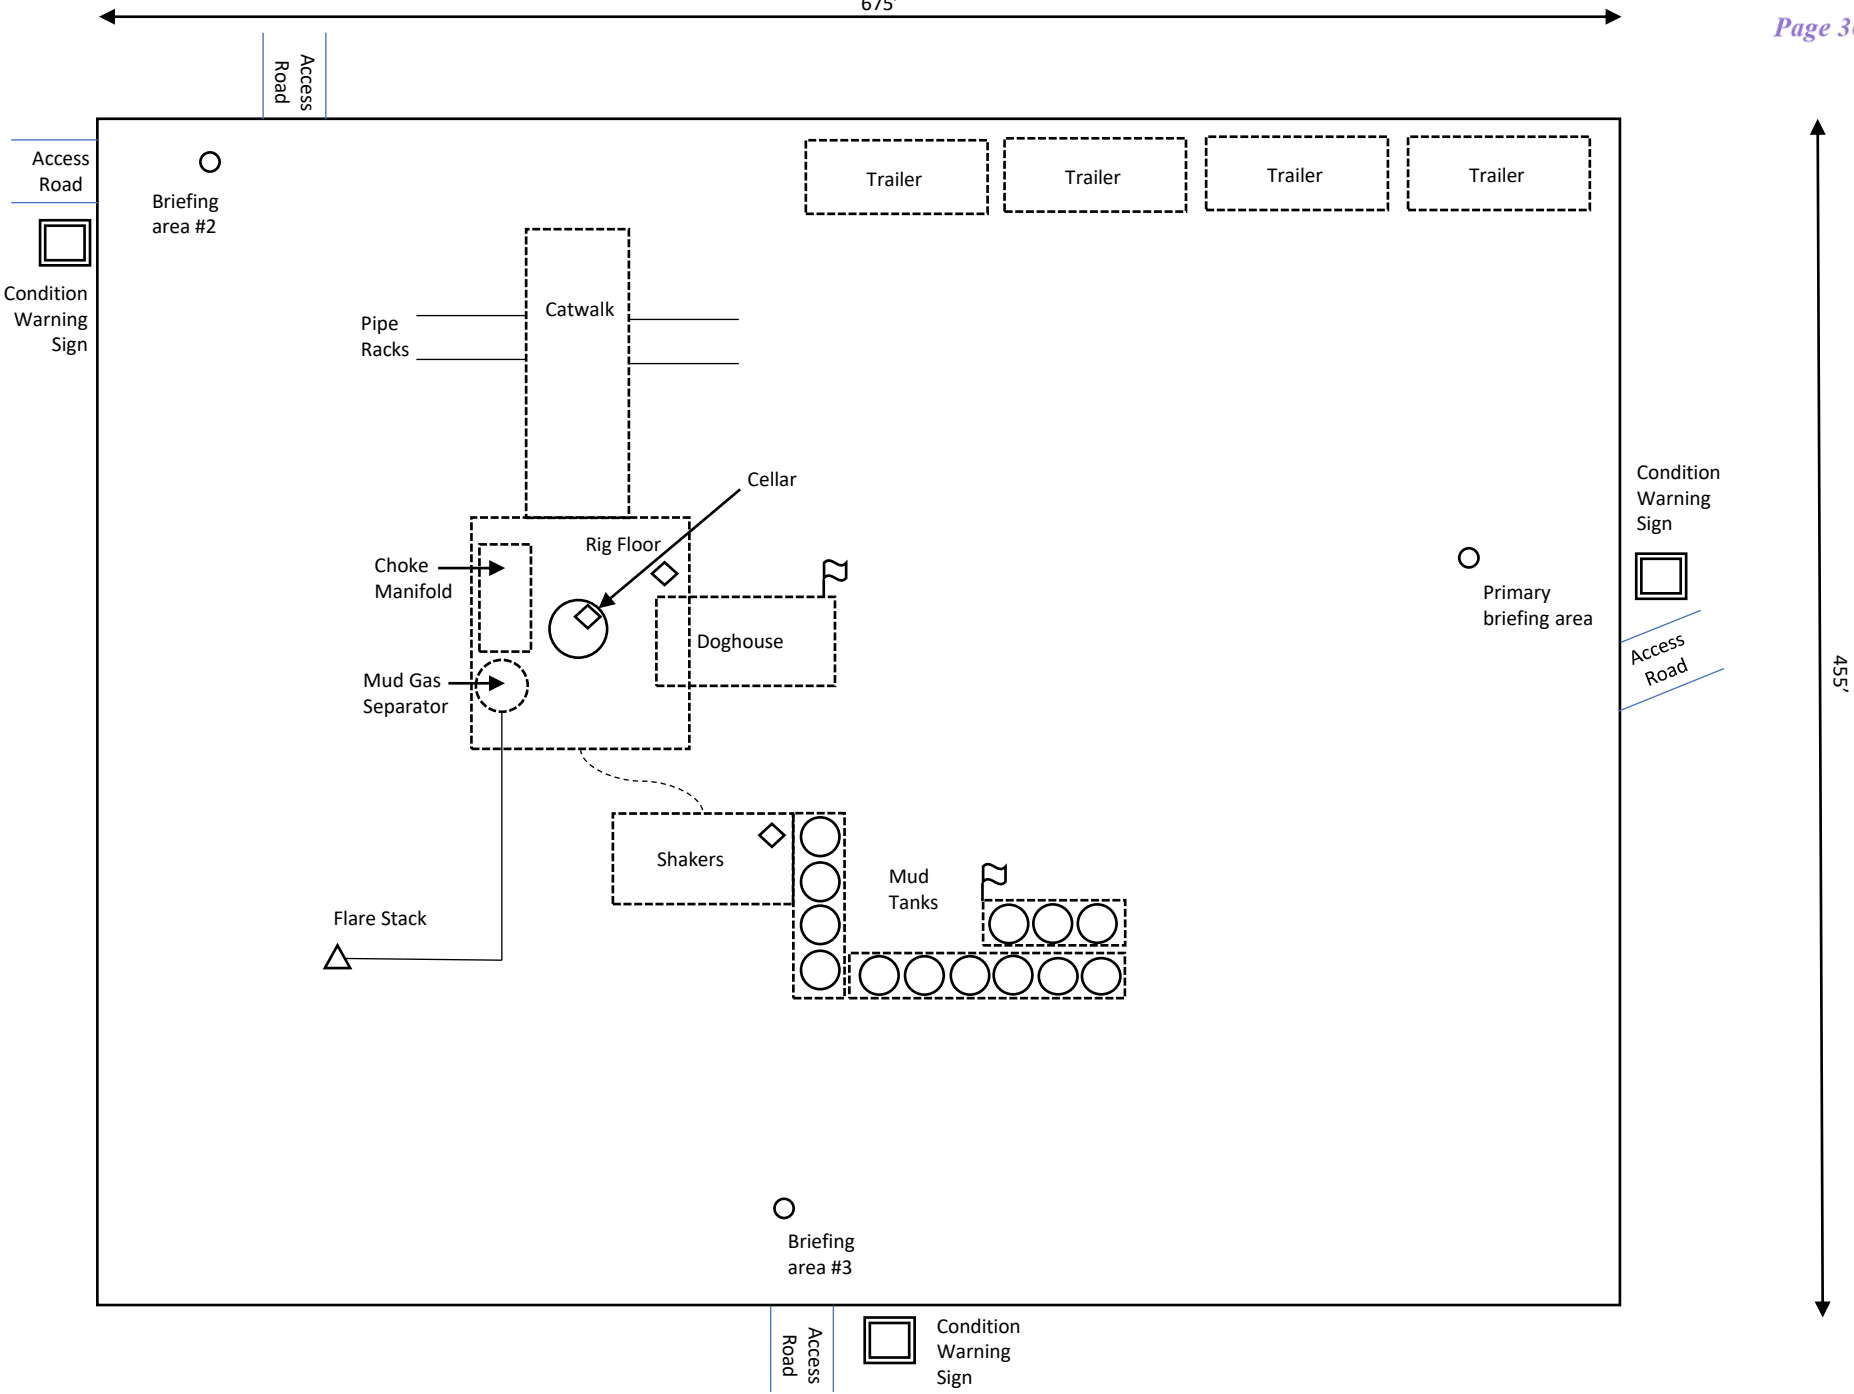 675'
Page 3
Access
Road
Access
Road
Briefing
area #2
Trailer
Trailer
Trailer
Trailer
Condition
Warning
Sign
Pipe
Racks
Catwalk
Cellar
Condition
Warning
Sign
Rig Floor
Choke
Manifold
Primary
briefing area
Doghouse
Access
Road
455'
Mud Gas
Separator
Shakers
Mud
Tanks
Flare Stack
Briefing
area #3
Access
Road
Condition
Warning
Sign